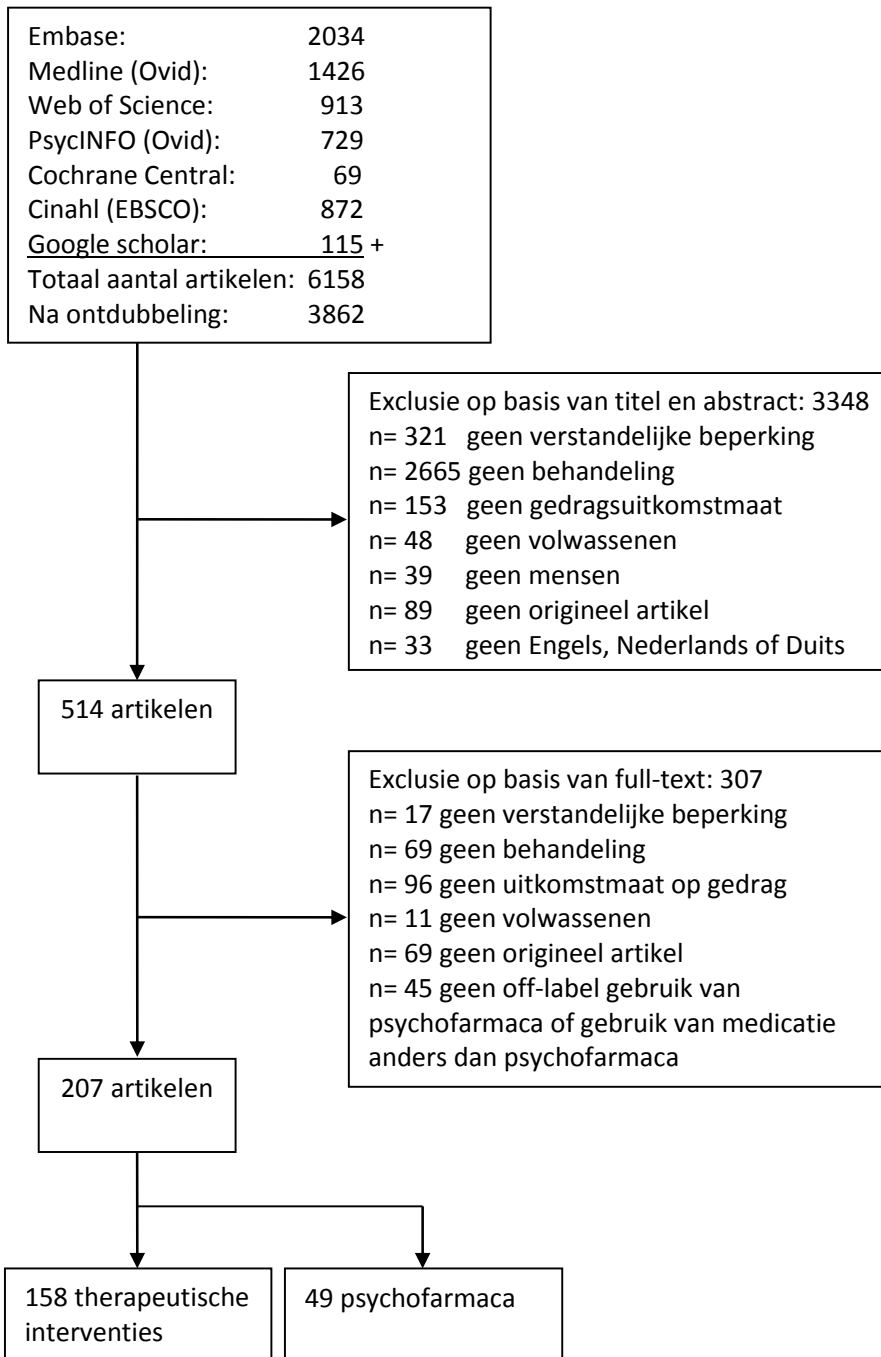 Embase: 2034
Medline (Ovid): 1426
Web of Science: 913
PsycINFO (Ovid): 729
Cochrane Central: 69
Cinahl (EBSCO): 872
Google scholar: 115 +
Totaal aantal artikelen: 6158
Na ontdubbeling: 3862
Exclusie op basis van titel en abstract: 3348
n= 321 geen verstandelijke beperking
n= 2665 geen behandeling
n= 153 geen gedragsuitkomstmaat
n= 48 geen volwassenen
n= 39 geen mensen
n= 89 geen origineel artikel
n= 33 geen Engels, Nederlands of Duits
514 artikelen
Exclusie op basis van full-text: 307
n= 17 geen verstandelijke beperking
n= 69 geen behandeling
n= 96 geen uitkomstmaat op gedrag
n= 11 geen volwassenen
n= 69 geen origineel artikel
n= 45 geen off-label gebruik van
psychofarmaca of gebruik van medicatie
anders dan psychofarmaca
207 artikelen
158 therapeutische
interventies
49 psychofarmaca